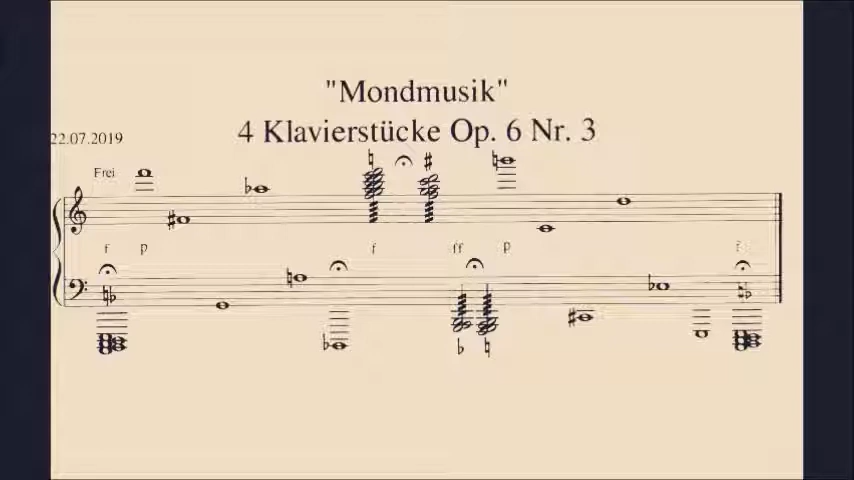 "Mondmusik"
4 Klavierstücke Op. 6 Nr. 3
22.07.2019
Frei
f p f ff p f